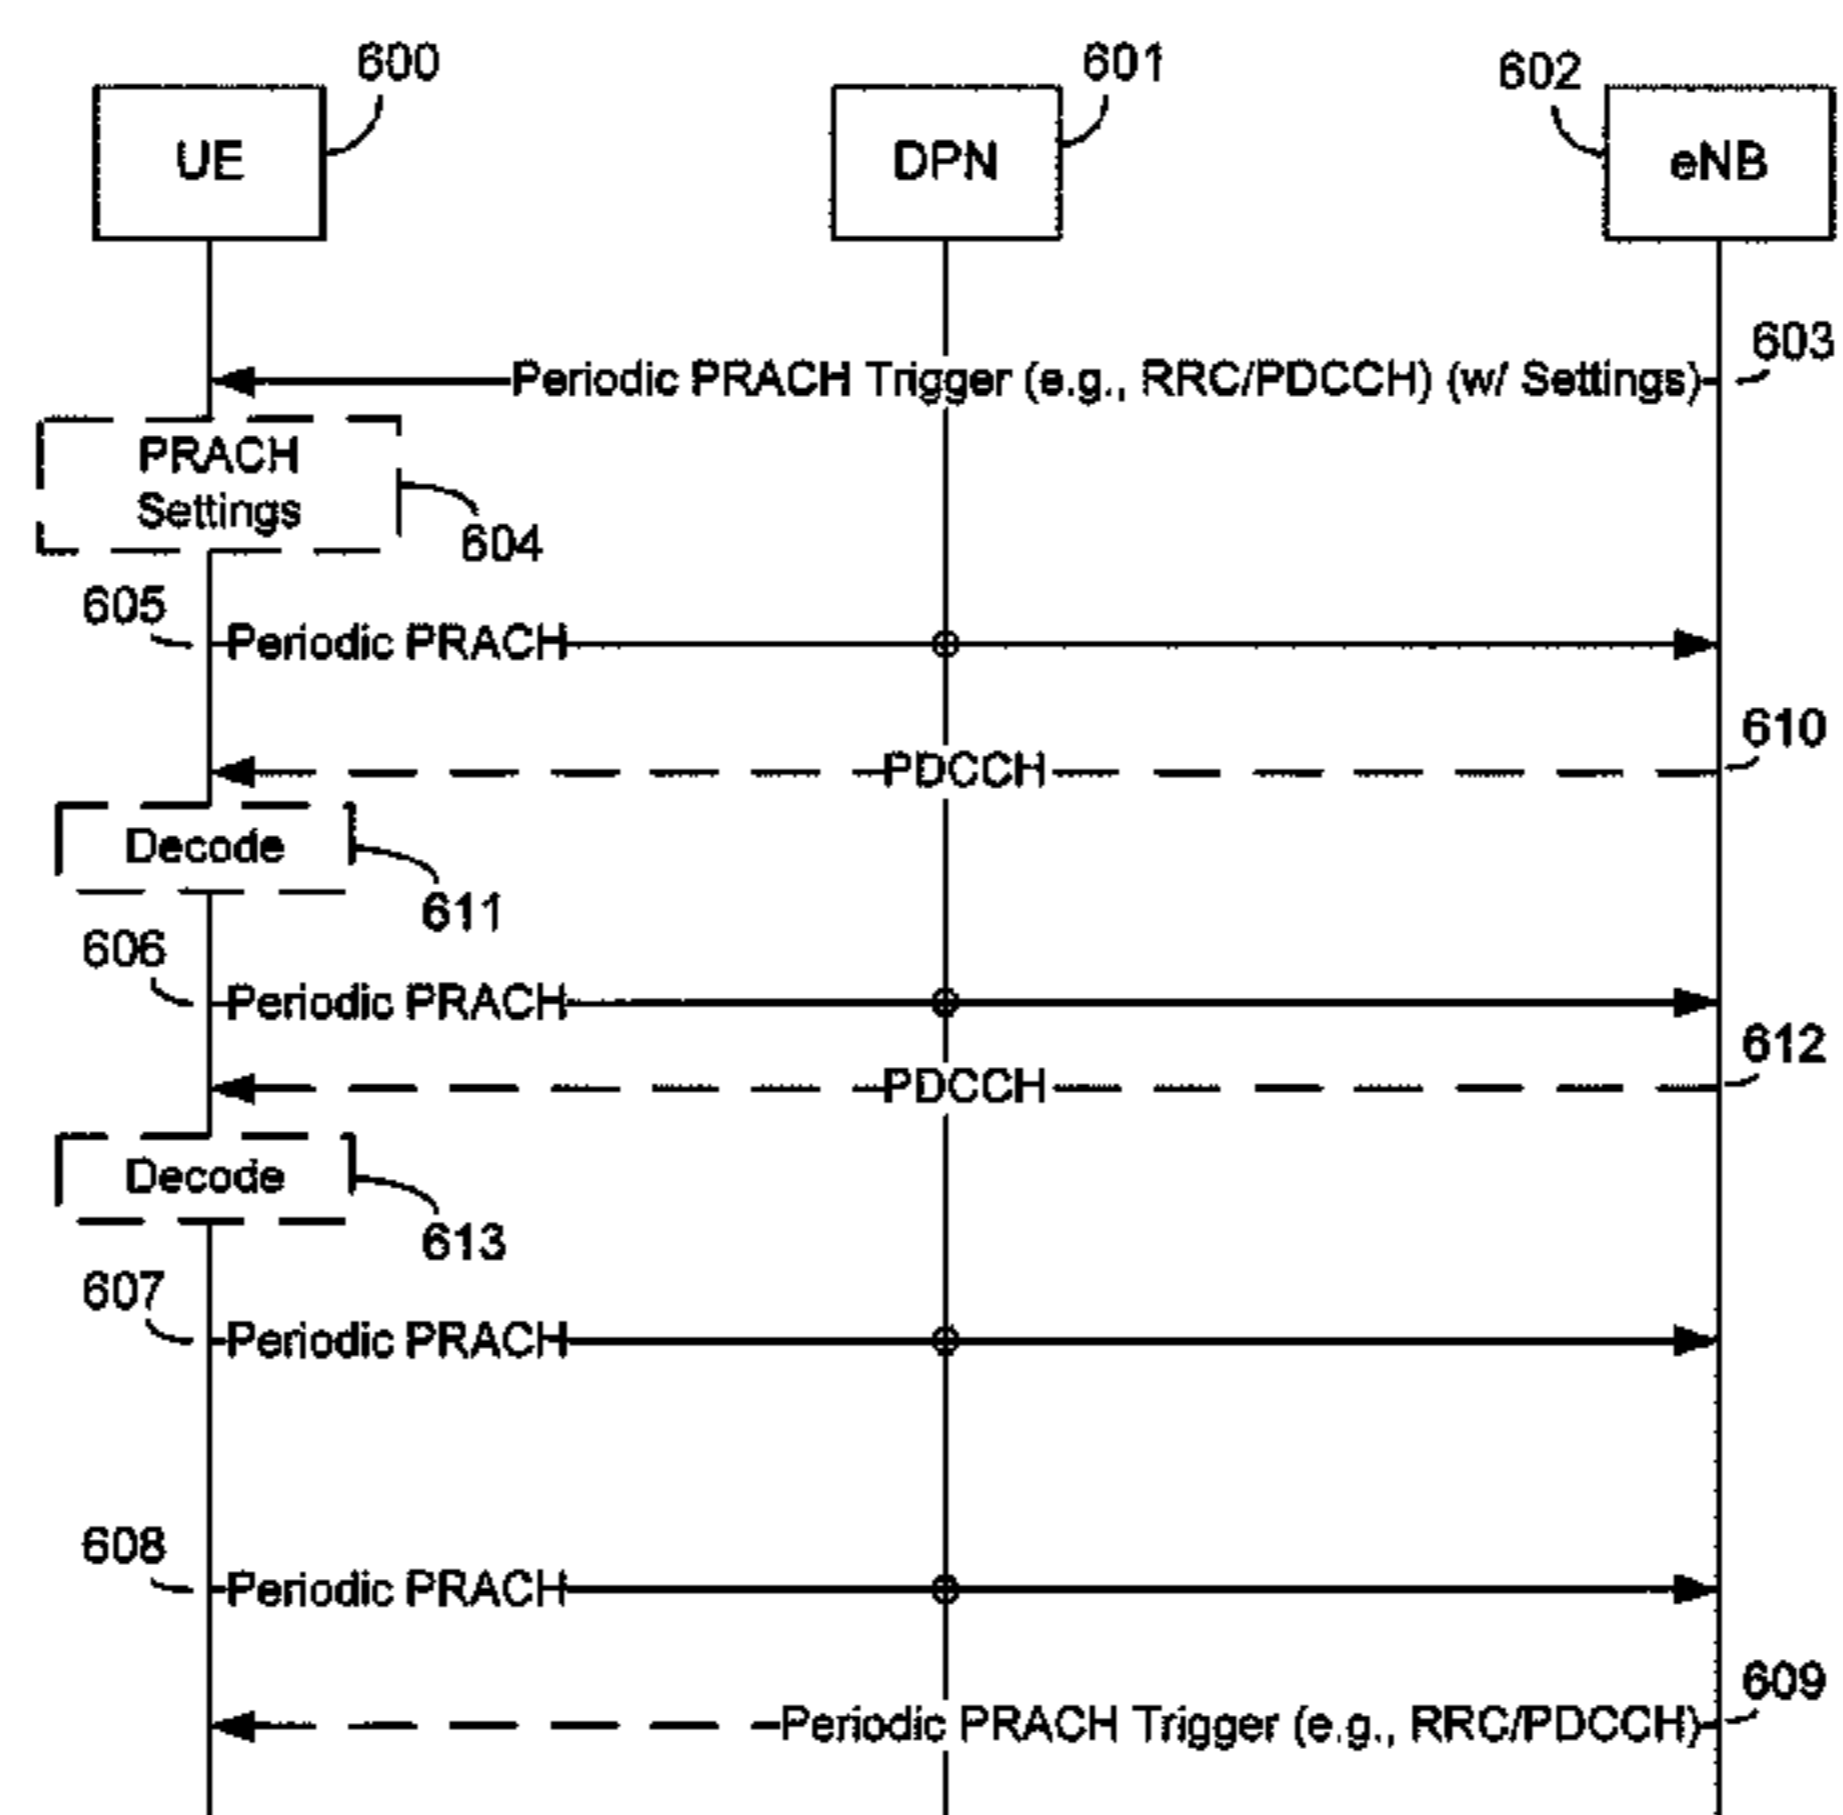 600
601
602
UE
DPN
eNB
603
Periodic PRACH Trigger (e.g., RRC/PDCCH) (w/ Settings)
PRACH
Settings
604
605
Periodic PRACH
610
PDCCH
Decode
611
606
Periodic PRACH
612
PDCCH
Decode
613
607
Periodic PRACH
608
Periodic PRACH
609
Periodic PRACH Trigger (e.g., RRC/PDCCH)